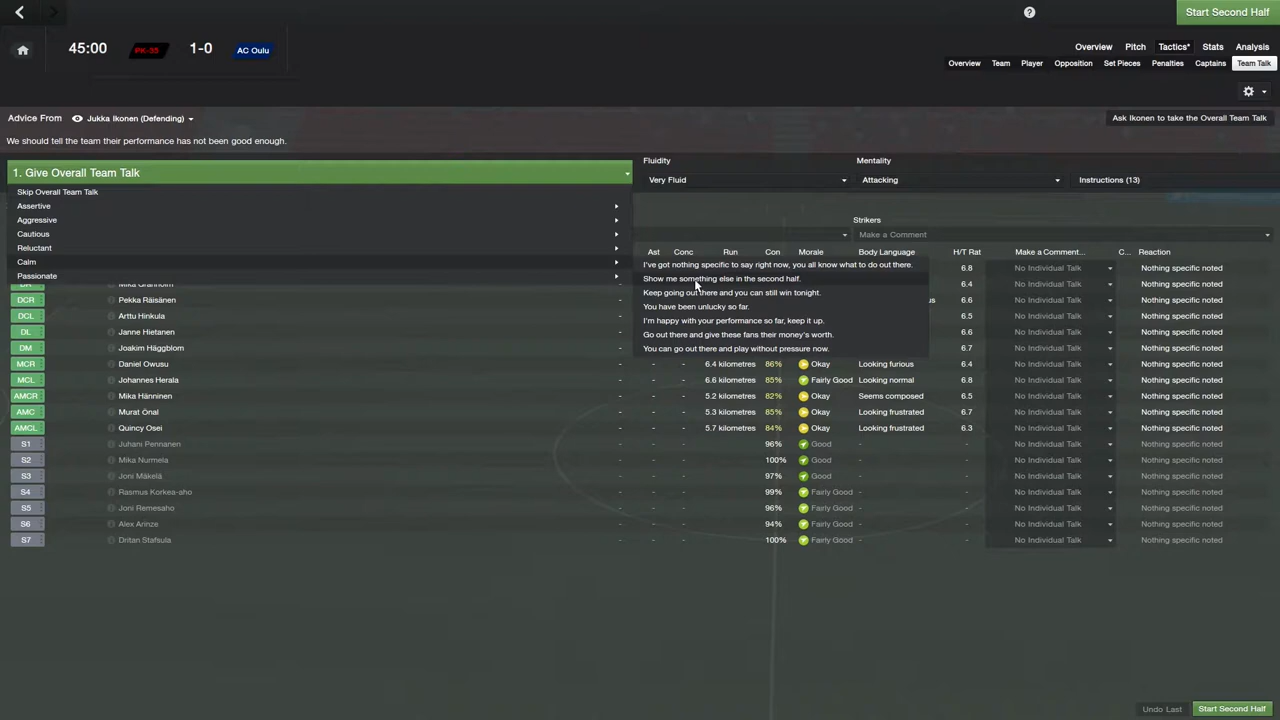 Start Second Half
45:00 PK-35 1-0 AC Oulu
Overview Pitch Tactics* Stats Analysis
Overview Team Player Opposition Set Pieces Penalties Captains Team Talk
Advice From Jukka Ikonen (Defending) Ask Ikonen to take the Overall Team Talk
We should tell the team their performance has not been good enough.
1. Give Overall Team Talk
Fluidity Mentality
Very Fluid Attacking Instructions (13)
Skip Overall Team Talk
Assertive
Aggressive
Cautious
Reluctant
Calm
Passionate
Strikers
Make a Comment
Ast Conc Run Con Morale Body Language H/T Rat Make a Comment... C... Reaction
I've got nothing specific to say right now, you all know what to do out there.
Show me something else in the second half.
Keep going out there and you can still win tonight.
You have been unlucky so far.
I'm happy with your performance so far, keep it up.
Go out there and give these fans their money's worth.
You can go out there and play without pressure now.
6.8 No Individual Talk Nothing specific noted
DR Mika Granholm - 6.4 No Individual Talk Nothing specific noted
DCR Pekka Räisänen - 6.6 No Individual Talk Nothing specific noted
DCL Arttu Hinkula - 6.5 No Individual Talk Nothing specific noted
DL Janne Hietanen - 6.6 No Individual Talk Nothing specific noted
DM Joakim Häggblom - 6.7 No Individual Talk Nothing specific noted
MCR Daniel Owusu - - - 6.4 kilometres 86% Okay Looking furious 6.4 No Individual Talk Nothing specific noted
MCL Johannes Herala - - - 6.6 kilometres 85% Fairly Good Looking normal 6.8 No Individual Talk Nothing specific noted
AMCR Mika Hänninen - - - 5.2 kilometres 82% Okay Seems composed 6.5 No Individual Talk Nothing specific noted
AMC Murat Önal - - - 5.3 kilometres 85% Okay Looking frustrated 6.7 No Individual Talk Nothing specific noted
AMCL Quincy Osei - - - 5.7 kilometres 84% Okay Looking frustrated 6.3 No Individual Talk Nothing specific noted
S1 Juhani Pennanen - - - 96% Good - - No Individual Talk Nothing specific noted
S2 Mika Nurmela - - - 100% Good - - No Individual Talk Nothing specific noted
S3 Joni Mäkelä - - - 97% Good - - No Individual Talk Nothing specific noted
S4 Rasmus Korkea-aho - - - 99% Fairly Good - - No Individual Talk Nothing specific noted
S5 Joni Remesaho - - - 96% Fairly Good - - No Individual Talk Nothing specific noted
S6 Alex Arinze - - - 94% Fairly Good - - No Individual Talk Nothing specific noted
S7 Dritan Stafsula - - - 100% Fairly Good - - No Individual Talk Nothing specific noted
Undo Last Start Second Half